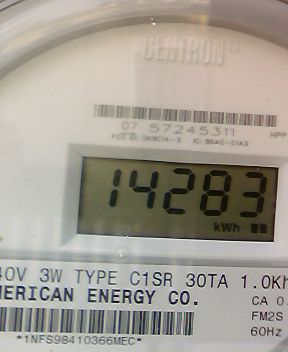 CENTRON®
07 57245311
14283
kWh
40V 3W TYPE C1SR 30TA 1.0Kh
MERICAN ENERGY CO.
CA 0.
FM2S
60Hz
*1NFS98410366MEC*